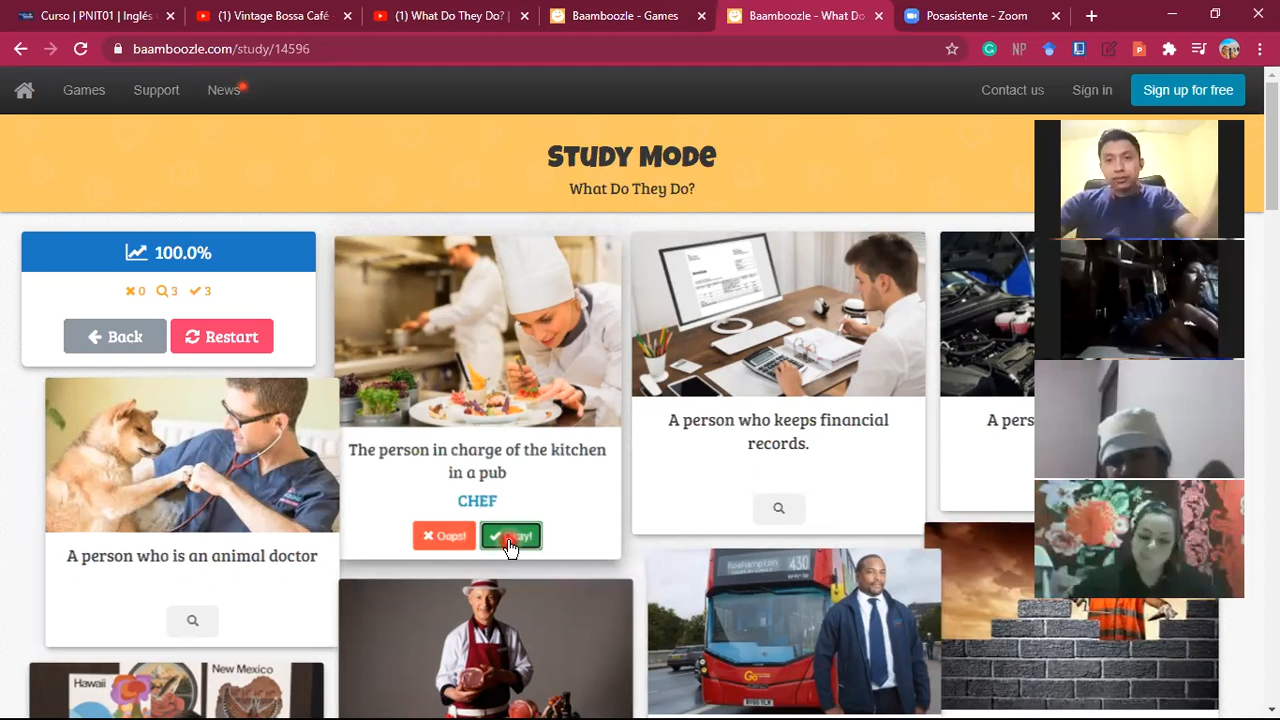 Curso | PNIT01 | Inglés
(1) Vintage Bossa Café
(1) What Do They Do? |
Baamboozle - Games
Baamboozle - What Do
Posasistente - Zoom
baamboozle.com/study/14596
NP
Games
Support
News
Contact us
Sign in
Sign up for free
Study Mode
What Do They Do?
100.0%
0
3
3
Back
Restart
The person in charge of the kitchen
in a pub
CHEF
Oops!
A person who keeps financial
records.
A pers
A person who is an animal doctor
Roehampton
430
Go
Hawaii
New Mexico